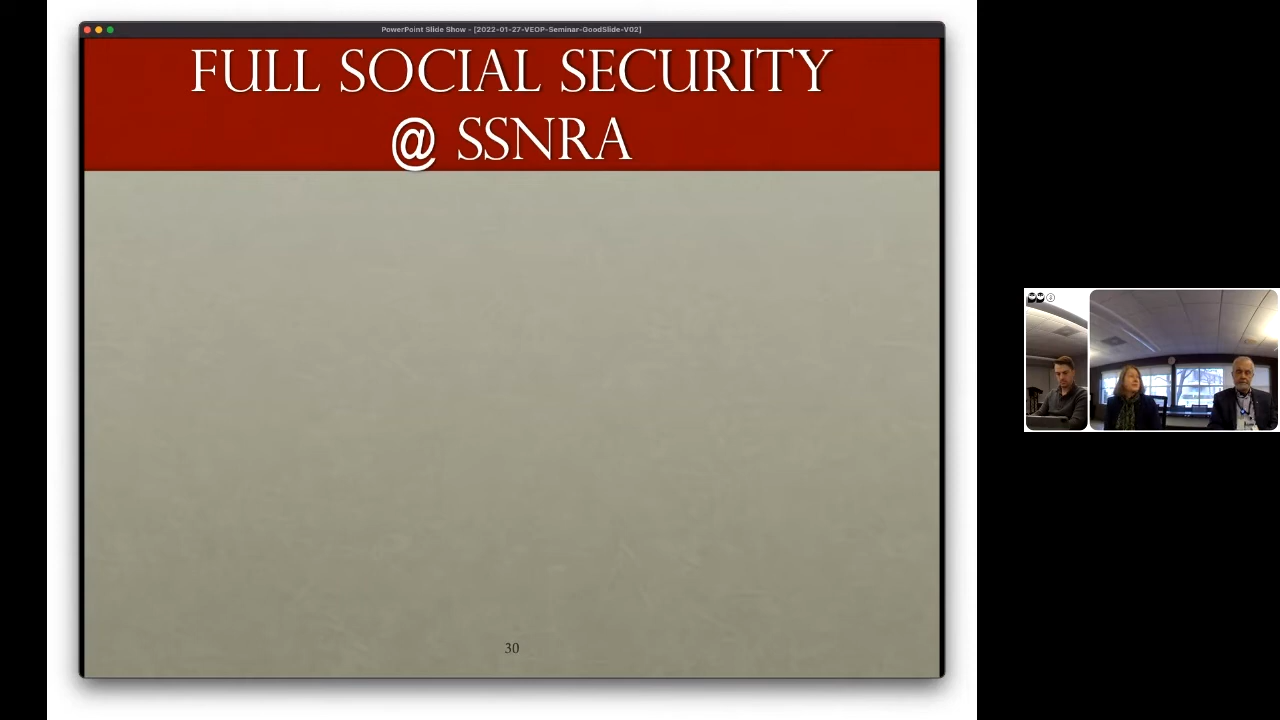 PowerPoint Slide Show - [2022-01-27-VEOP-Seminar-GoodSlide-V02]
FULL SOCIAL SECURITY
@ SSNRA
30